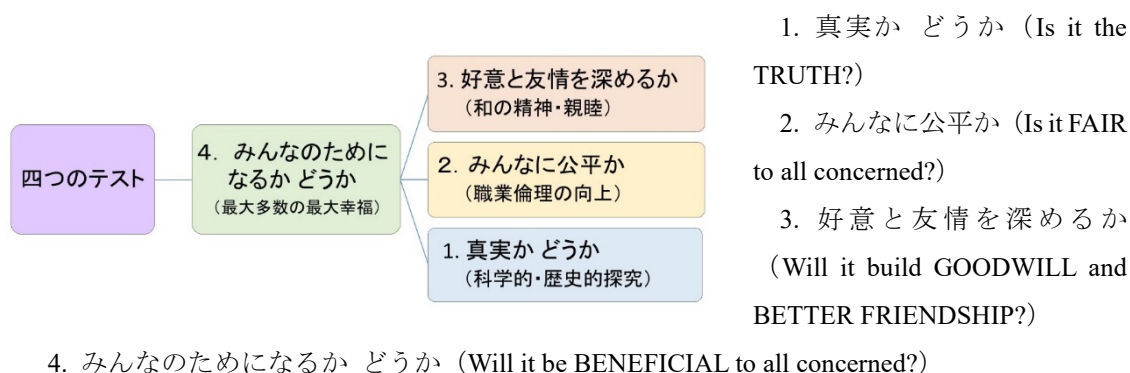 四つのテスト
4. みんなのために
なるか どうか
(最大多数の最大幸福)
3. 好意と友情を深めるか
(和の精神・親睦)
2. みんなに公平か
(職業倫理の向上)
1. 真実か どうか
(科学的・歴史的探究)
1. 真実か どうか(Is it the
TRUTH?)
2. みんなに公平か(Is it FAIR
to all concerned?)
3. 好意と友情を深めるか
(Will it build GOODWILL and
BETTER FRIENDSHIP?)
4. みんなのためになるか どうか(Will it be BENEFICIAL to all concerned?)